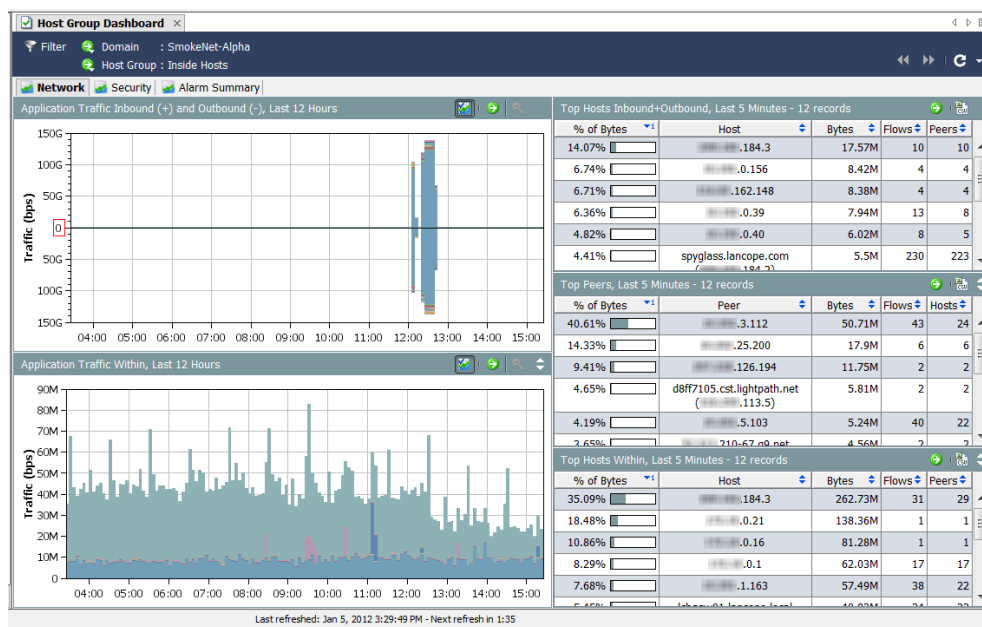 Host Group Dashboard
Filter Domain : SmokeNet-Alpha
Host Group : Inside Hosts
Network Security Alarm Summary
Application Traffic Inbound (+) and Outbound (-), Last 12 Hours
Traffic (bps)
150G
100G
50G
0
50G
100G
150G
04:00 05:00 06:00 07:00 08:00 09:00 10:00 11:00 12:00 13:00 14:00 15:00
Application Traffic Within, Last 12 Hours
Traffic (bps)
90M
80M
70M
60M
50M
40M
30M
20M
10M
0
04:00 05:00 06:00 07:00 08:00 09:00 10:00 11:00 12:00 13:00 14:00 15:00
Top Hosts Inbound+Outbound, Last 5 Minutes - 12 records
% of Bytes 1 Host Bytes Flows Peers
14.07% .184.3 17.57M 10 10
6.74% .0.156 8.42M 4 4
6.71% .162.148 8.38M 4 4
6.36% .0.39 7.94M 13 8
4.82% .0.40 6.02M 8 5
4.41% spyglass.lancope.com 5.5M 230 223
( .184.2)
Top Peers, Last 5 Minutes - 12 records
% of Bytes 1 Peer Bytes Flows Hosts
40.61% .3.112 50.71M 43 24
14.33% .25.200 17.9M 6 6
9.41% .126.194 11.75M 2 2
4.65% d8ff7105.cst.lightpath.net 5.81M 2 2
( .113.5)
4.19% .5.103 5.24M 40 22
3.65% .210-67.q9.net 4.56M 2 2
Top Hosts Within, Last 5 Minutes - 12 records
% of Bytes 1 Host Bytes Flows Peers
35.09% .184.3 262.73M 31 29
18.48% .0.21 138.36M 1 1
10.86% .0.16 81.28M 1 1
8.29% .0.1 62.03M 17 17
7.68% .1.163 57.49M 38 22
Last refreshed: Jan 5, 2012 3:29:49 PM - Next refresh in 1:35